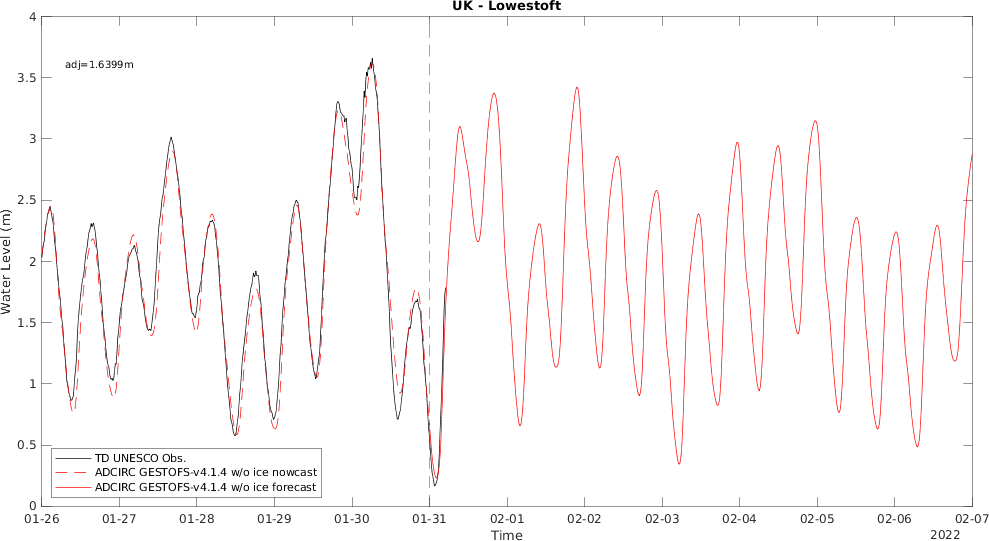 UK - Lowestoft
4
adj=1.6399m
3.5
3
2.5
2
1.5
1
0.5
0
Water Level (m)
TD UNESCO Obs.
ADCIRC GESTOFS-v4.1.4 w/o ice nowcast
ADCIRC GESTOFS-v4.1.4 w/o ice forecast
01-26 01-27 01-28 01-29 01-30 01-31 02-01 02-02 02-03 02-04 02-05 02-06 02-07
Time
2022